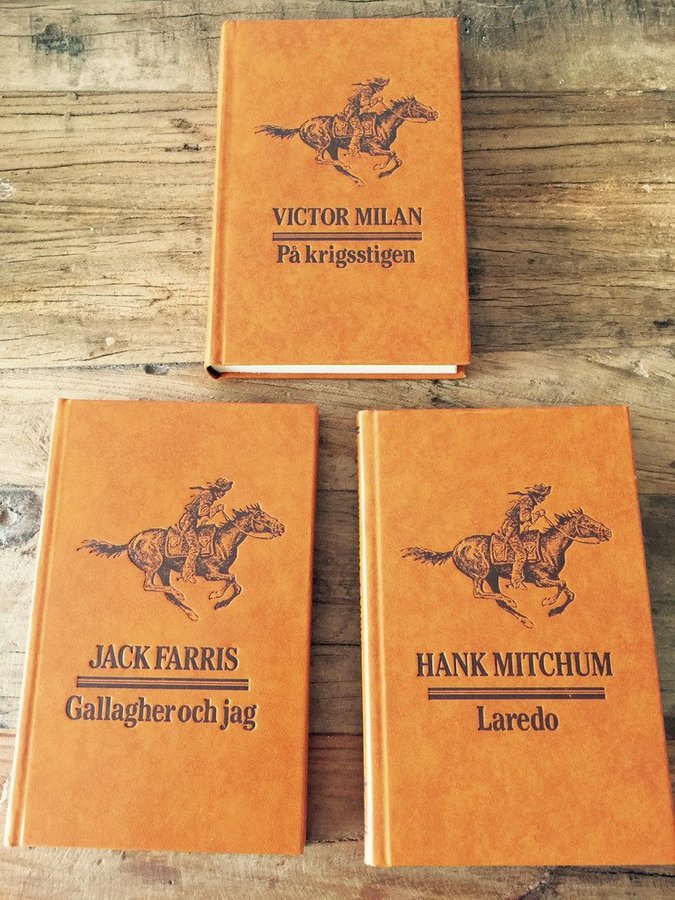 VICTOR MILAN
På krigsstigen
JACK FARRIS
Gallagher och jag
HANK MITCHUM
Laredo